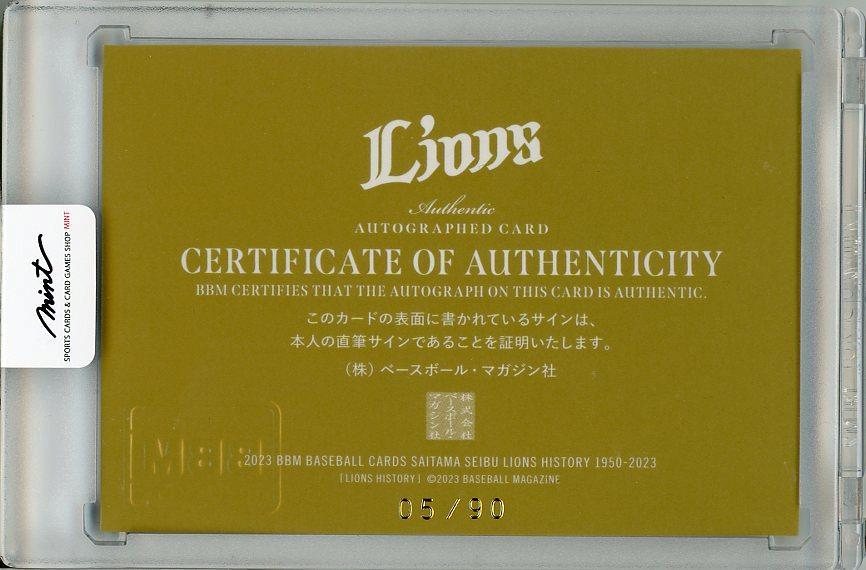 Lions
Authentic
AUTOGRAPHED CARD
CERTIFICATE OF AUTHENTICITY
BBM CERTIFIES THAT THE AUTOGRAPH ON THIS CARD IS AUTHENTIC.
このカードの表面に書かれているサインは、
本人の直筆サインであることを証明いたします。
(株)ベースボール・マガジン社
株式会社
ベースボール
マガジン社
2023 BBM BASEBALL CARDS SAITAMA SEIBU LIONS HISTORY 1950-2023
「LIONS HISTORY」 ©2023 BASEBALL MAGAZINE
05/90
mint
SPORTS CARDS & CARD GAMES SHOP MINT